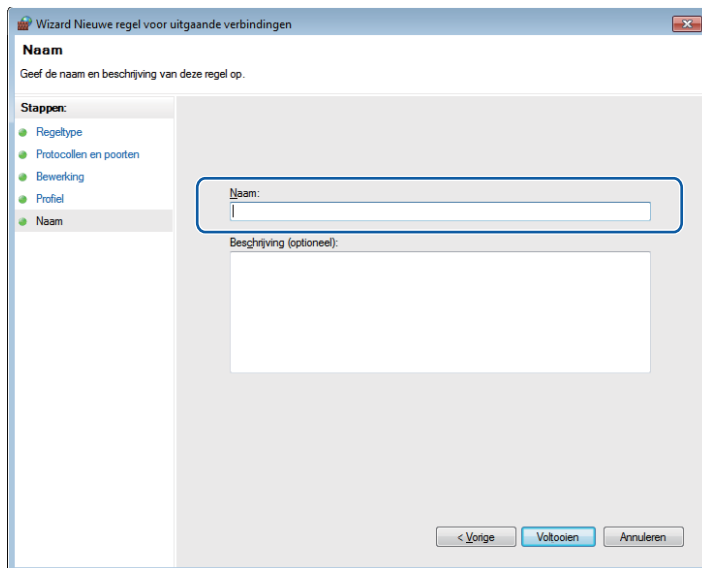 Wizard Nieuwe regel voor uitgaande verbindingen
Naam
Geef de naam en beschrijving van deze regel op.
Stappen:
Regeltype
Protocollen en poorten
Bewerking
Profiel
Naam
Naam:
Beschrijving (optioneel):
< Vorige
Voltooien
Annuleren